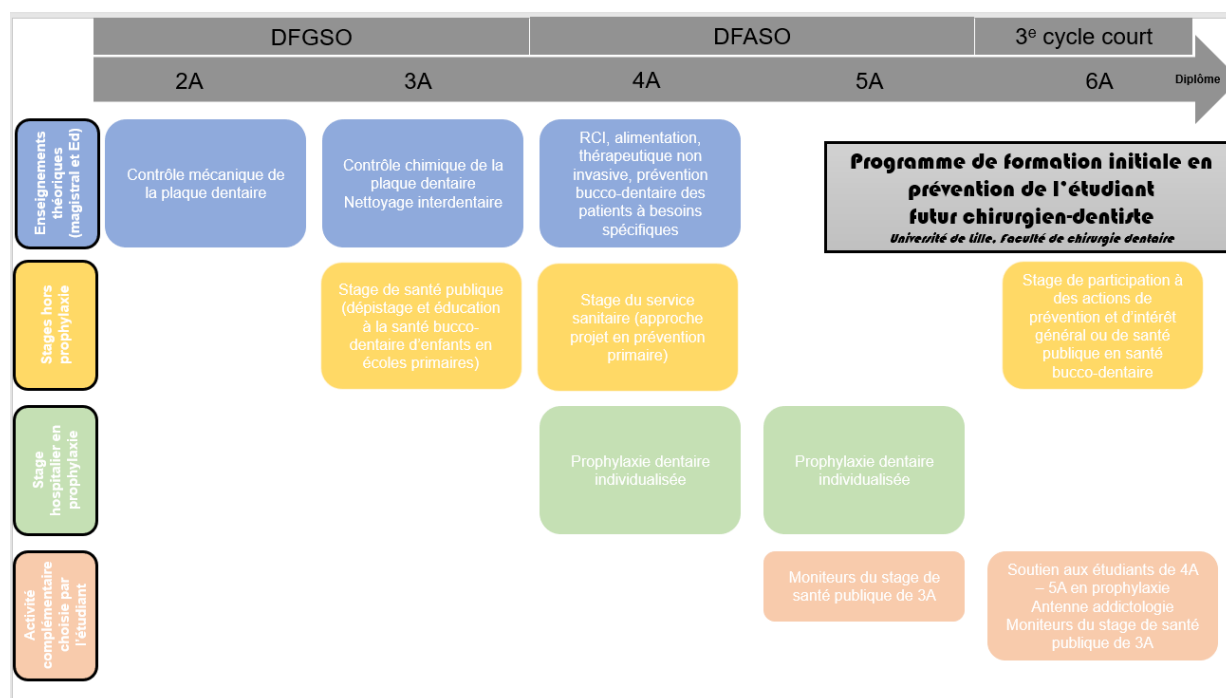 DFGSO
DFASO
3e cycle court
2A
3A
4A
5A
6A
Diplôme
Enseignements
théoriques
(magistral et Ed)
Contrôle mécanique de
la plaque dentaire
Contrôle chimique de la
plaque dentaire
Nettoyage interdentaire
RCI, alimentation,
thérapeutique non
invasive, prévention
bucco-dentaire des
patients à besoins
spécifiques
Programme de formation initiale en
prévention de l'étudiant
futur chirurgien-dentiste
Université de Lille, Faculté de chirurgie dentaire
Stages hors
prophylaxie
Stage de santé publique
(dépistage et éducation
à la santé bucco-
dentaire d'enfants en
écoles primaires)
Stage du service
sanitaire (approche
projet en prévention
primaire)
Stage de participation à
des actions de
prévention et d'intérêt
général ou de santé
publique en santé
bucco-dentaire
Stage
hospitalier en
prophylaxie
Prophylaxie dentaire
individualisée
Prophylaxie dentaire
individualisée
Activité
complémentaire
choisie par
l'étudiant
Moniteurs du stage de
santé publique de 3A
Soutien aux étudiants de 4A
– 5A en prophylaxie
Antenne addictologie
Moniteurs du stage de santé
publique de 3A